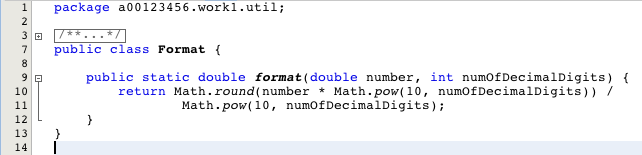 1 package a00123456.work1.util;
2
3 /**...*/
7 public class Format {
8
9 public static double format(double number, int numOfDecimalDigits) {
10 return Math.round(number * Math.pow(10, numOfDecimalDigits)) /
11 Math.pow(10, numOfDecimalDigits);
12 }
13 }
14